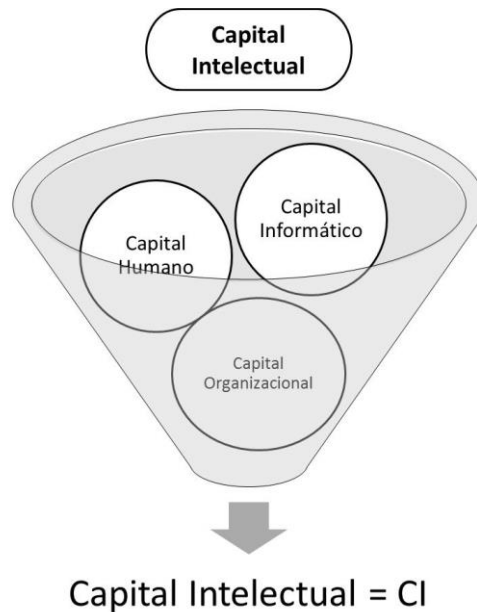 Capital
Intelectual
Capital
Informático
Capital
Humano
Capital
Organizacional
Capital Intelectual = CI